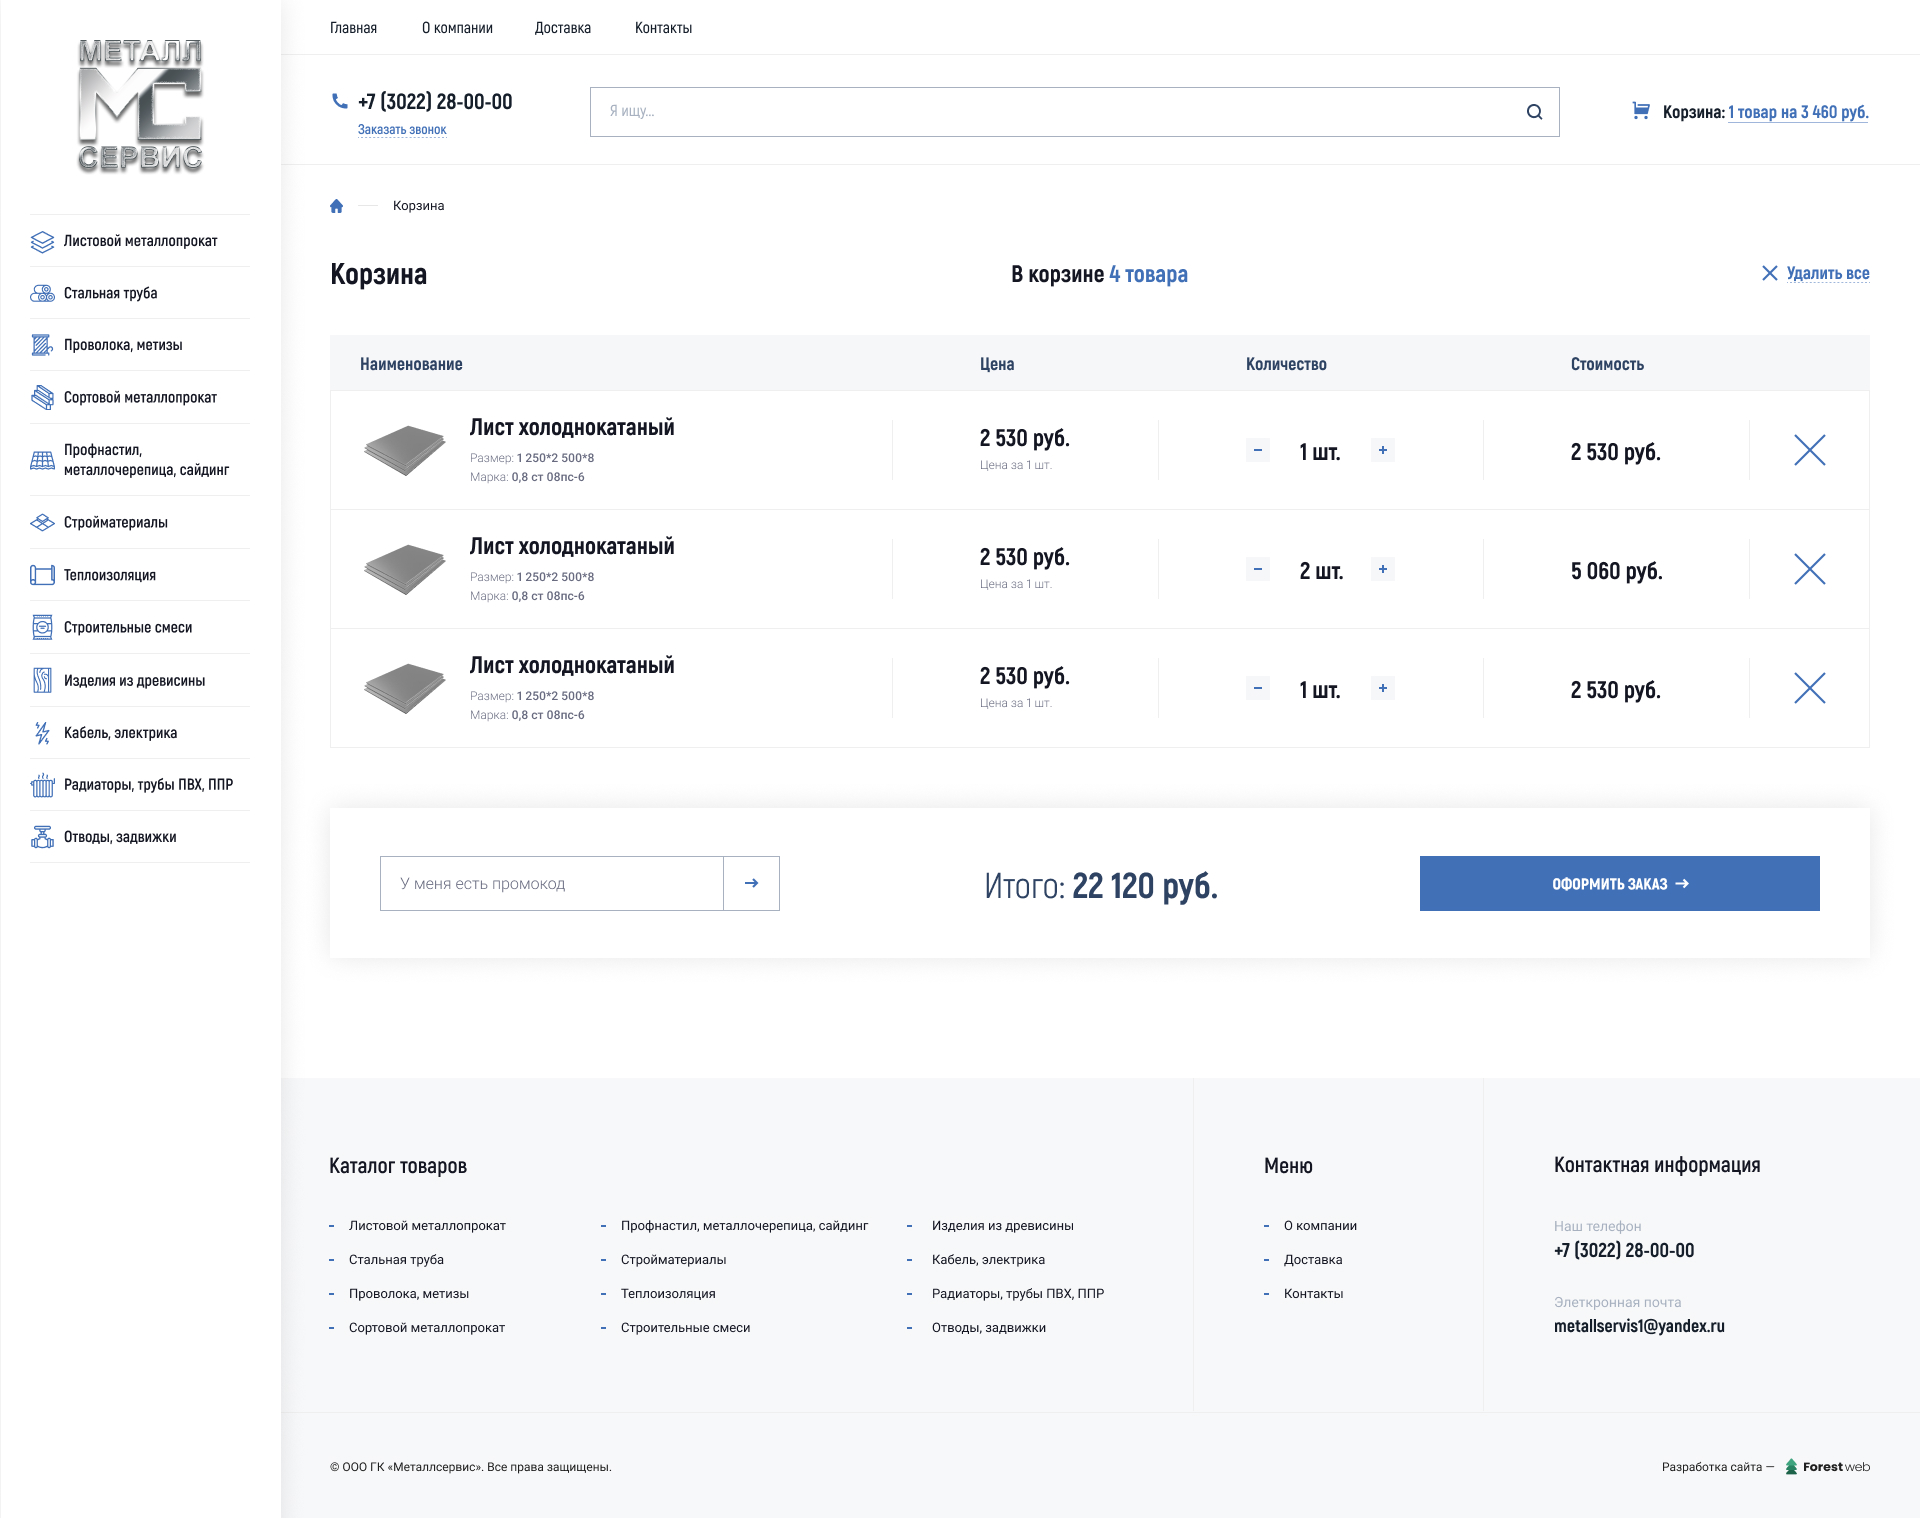 МЕТАЛЛ
МС
СЕРВИС
Листовой металлопрокат
Стальная труба
Проволока, метизы
Сортовой металлопрокат
Профнастил,
металлочерепица, сайдинг
Стройматериалы
Теплоизоляция
Строительные смеси
Изделия из древисины
Кабель, электрика
Радиаторы, трубы ПВХ, ППР
Отводы, задвижки
Главная О компании Доставка Контакты
+7 (3022) 28-00-00
Заказать звонок
Я ищу...
Корзина: 1 товар на 3 460 руб.
Корзина
Корзина
В корзине 4 товара
Удалить все
Наименование Цена Количество Стоимость
Лист холоднокатаный
Размер: 1 250*2 500*8
Марка: 0,8 ст 08пс-6
2 530 руб.
Цена за 1 шт.
− 1 шт. +
2 530 руб.
Лист холоднокатаный
Размер: 1 250*2 500*8
Марка: 0,8 ст 08пс-6
2 530 руб.
Цена за 1 шт.
− 2 шт. +
5 060 руб.
Лист холоднокатаный
Размер: 1 250*2 500*8
Марка: 0,8 ст 08пс-6
2 530 руб.
Цена за 1 шт.
− 1 шт. +
2 530 руб.
У меня есть промокод →
Итого: 22 120 руб.
ОФОРМИТЬ ЗАКАЗ →
Каталог товаров
- Листовой металлопрокат
- Стальная труба
- Проволока, метизы
- Сортовой металлопрокат
- Профнастил, металлочерепица, сайдинг
- Стройматериалы
- Теплоизоляция
- Строительные смеси
- Изделия из древисины
- Кабель, электрика
- Радиаторы, трубы ПВХ, ППР
- Отводы, задвижки
Меню
- О компании
- Доставка
- Контакты
Контактная информация
Наш телефон
+7 (3022) 28-00-00
Элеткронная почта
metallservis1@yandex.ru
© ООО ГК «Металлсервис». Все права защищены.
Разработка сайта — Forestweb